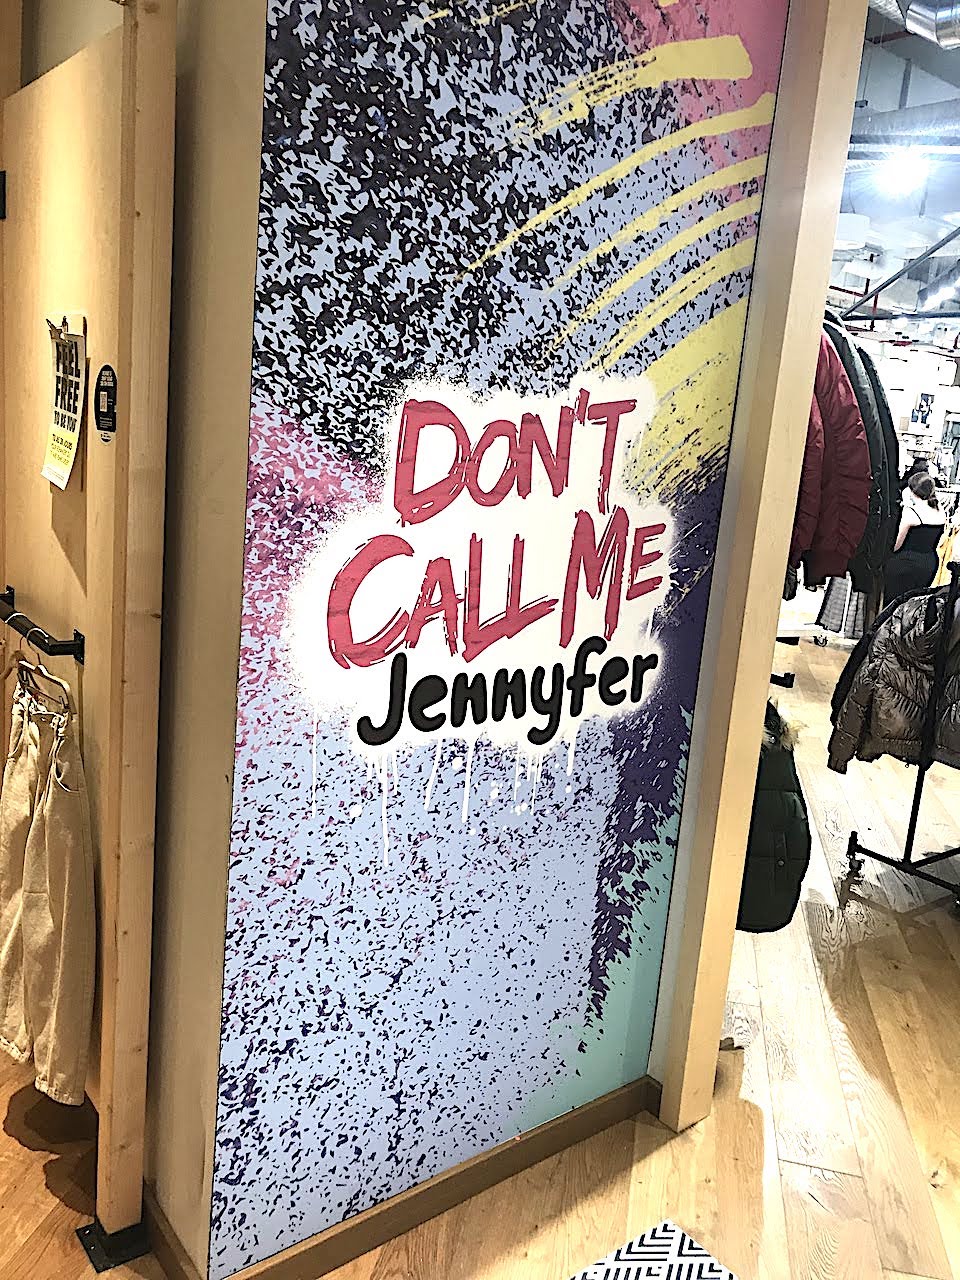 FEEL
FREE
TO BE YOU
DON'T
CALL ME
Jennyfer